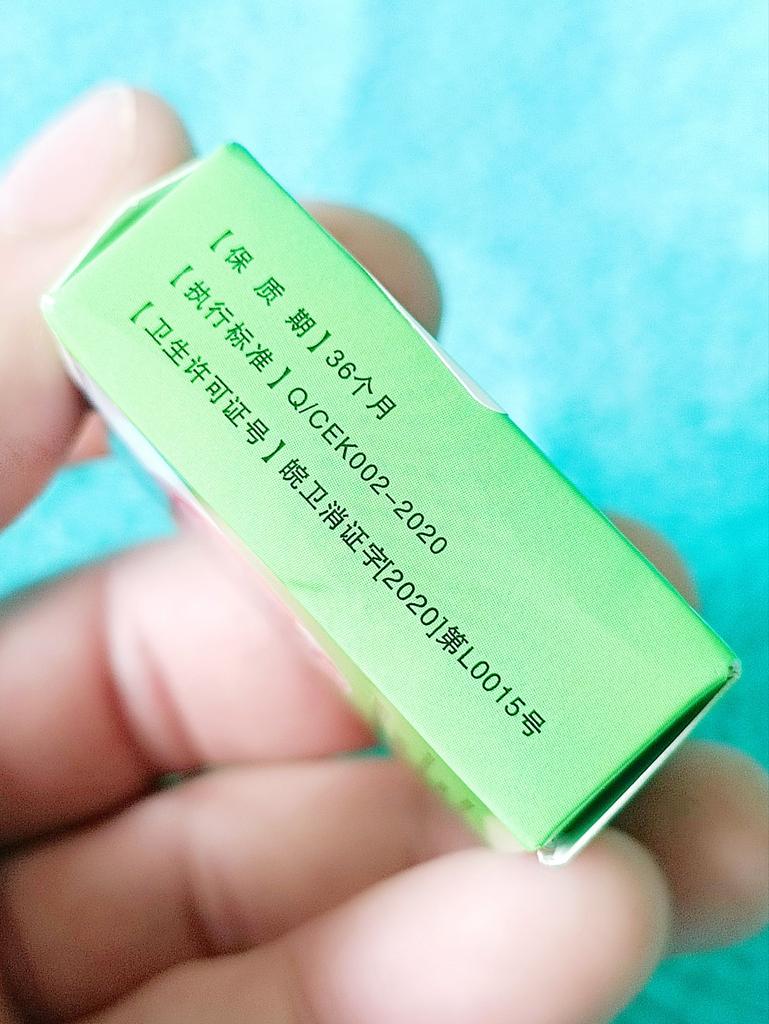 【保质期】36个月
【执行标准】Q/CEK002-2020
【卫生许可证号】皖卫消证字[2020]第L0015号